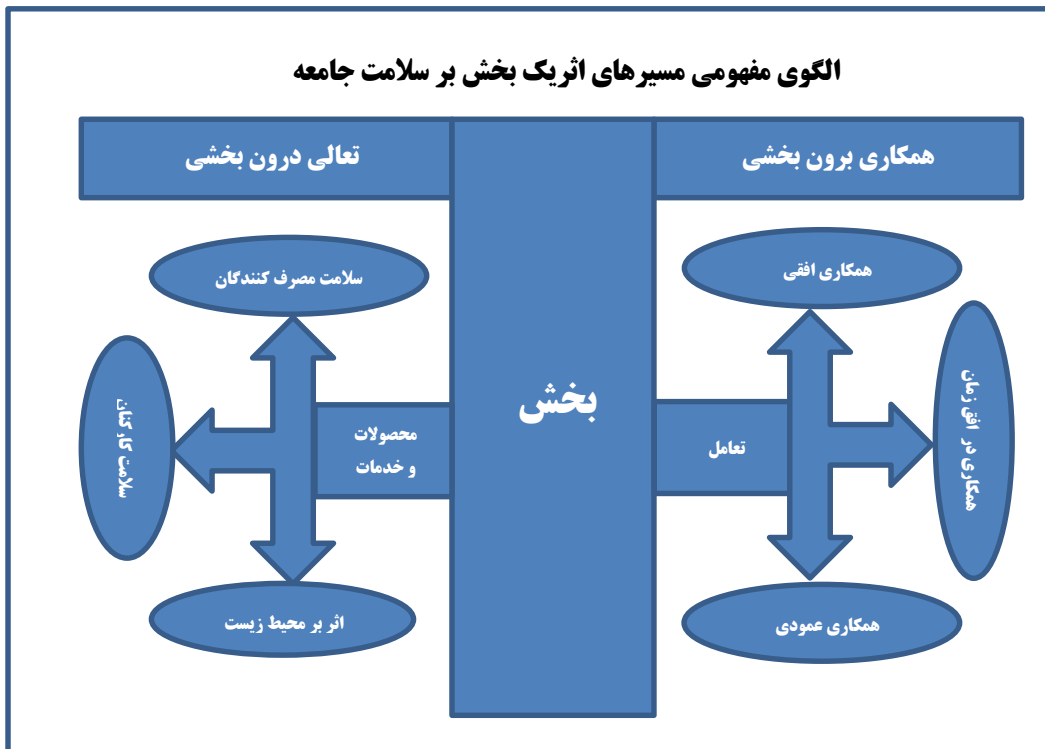 الگوی مفهومی مسیرهای اثریک بخش بر سلامت جامعه
همکاری برون بخشی
تعالی درون بخشی
همکاری افقی
سلامت مصرف کنندگان
همکاری در افق زمان
بخش
تعامل
محصولات
و خدمات
سلامت کارکنان
همکاری عمودی
اثر بر محیط زیست